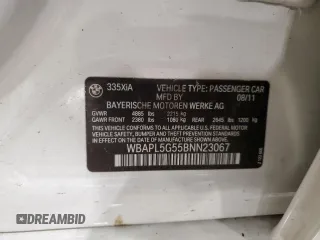 335XIA VEHICLE TYPE: PASSENGER CAR
MFD BY 08/11
BAYERISCHE MOTOREN WERKE AG
GVWR 4885 lbs 2215 kg
GAWR FRONT 2360 lbs 1080 kg REAR 2645 lbs 1200 kg
THIS VEHICLE CONFORMS TO ALL APPLICABLE
FEDERAL MOTOR VEHICLE SAFETY,
BUMPER AND THEFT PREVENTION STANDARDS
IN EFFECT ON THE DATE OF
MANUFACTURE SHOWN ABOVE.
WBAPL5G55BNN23067
DREAMBID